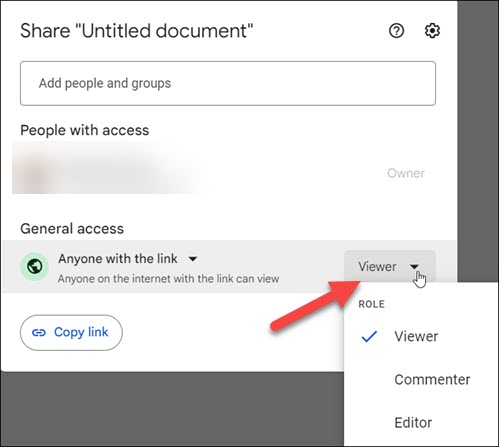 Share "Untitled document"
Add people and groups
People with access
Owner
General access
Anyone with the link
Viewer
Anyone on the internet with the link can view
ROLE
Copy link
Viewer
Commenter
Editor